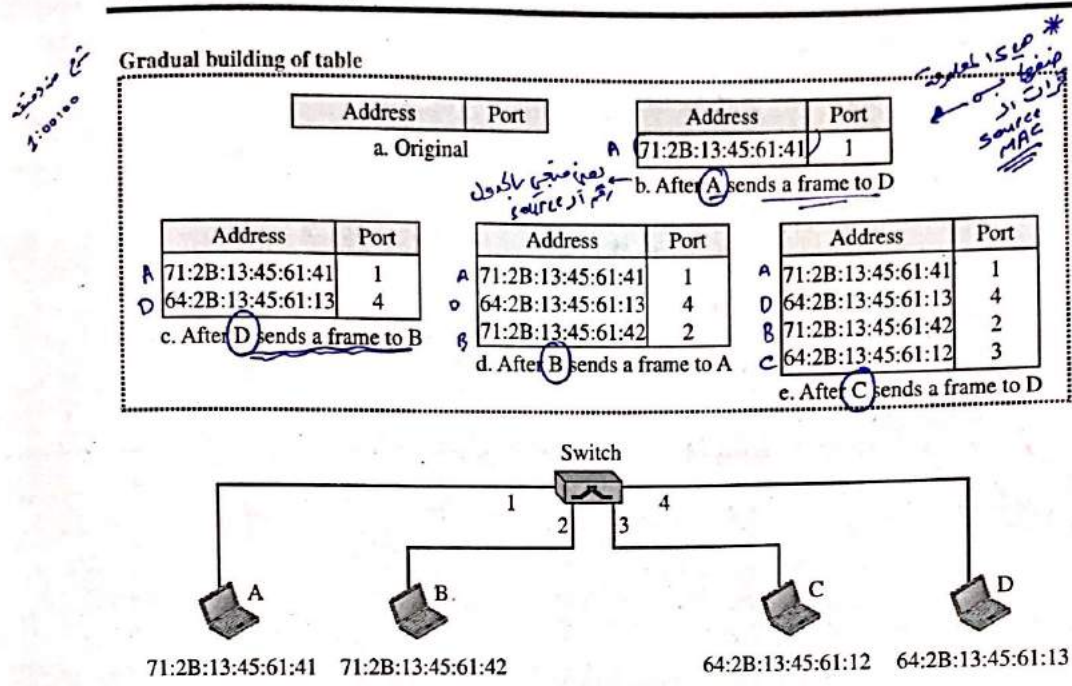 1:00100
Gradual building of table
source
MAC
Address Port
a. Original
Address Port
A 71:2B:13:45:61:41 1
b. After A sends a frame to D
source
Address Port
A 71:2B:13:45:61:41 1
D 64:2B:13:45:61:13 4
c. After D sends a frame to B
Address Port
A 71:2B:13:45:61:41 1
D 64:2B:13:45:61:13 4
B 71:2B:13:45:61:42 2
d. After B sends a frame to A
Address Port
A 71:2B:13:45:61:41 1
D 64:2B:13:45:61:13 4
B 71:2B:13:45:61:42 2
C 64:2B:13:45:61:12 3
e. After C sends a frame to D
Switch
1 2 3 4
A B. C D
71:2B:13:45:61:41 71:2B:13:45:61:42 64:2B:13:45:61:12 64:2B:13:45:61:13